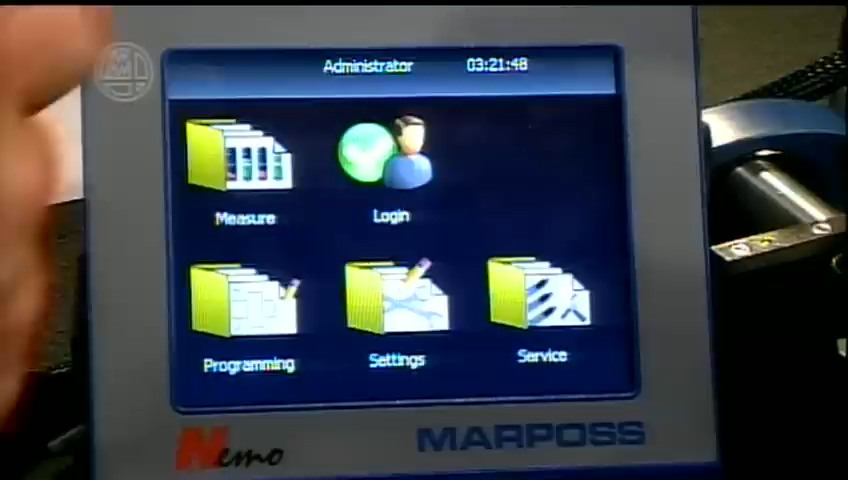 Administrator 03:21:48
Measure Login
Programming Settings Service
Nemo MARPOSS